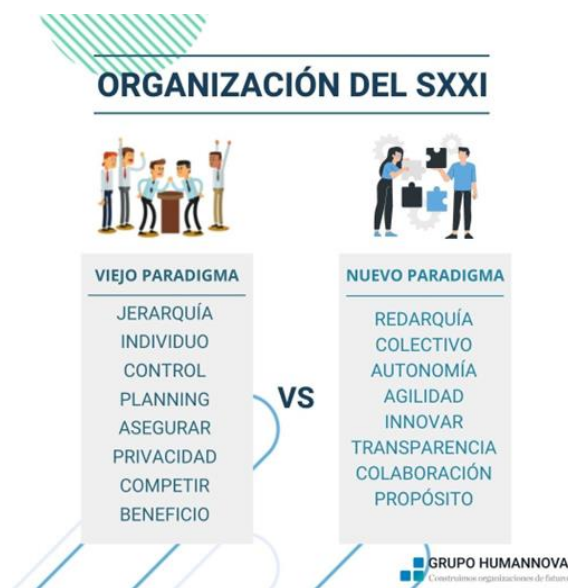 ORGANIZACIÓN DEL SXXI
VIEJO PARADIGMA
JERARQUÍA
INDIVIDUO
CONTROL
PLANNING
ASEGURAR
PRIVACIDAD
COMPETIR
BENEFICIO
VS
NUEVO PARADIGMA
REDARQUÍA
COLECTIVO
AUTONOMÍA
AGILIDAD
INNOVAR
TRANSPARENCIA
COLABORACIÓN
PROPÓSITO
GRUPO HUMANNOVA
Construimos organizaciones de futuro